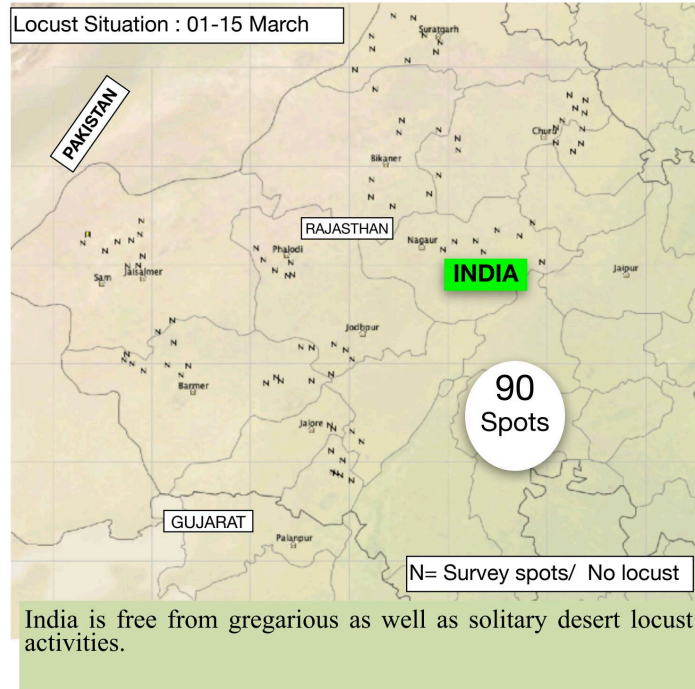 Locust Situation : 01-15 March
Suratgarh
PAKISTAN
Churu
Bikaner
RAJASTHAN
Nagaur
Phalodi
INDIA
Jaipur
Sam
Jaisalmer
Jodhpur
90
Spots
Barmer
Jalore
GUJARAT
Palanpur
N= Survey spots/ No locust
India is free from gregarious as well as solitary desert locust
activities.